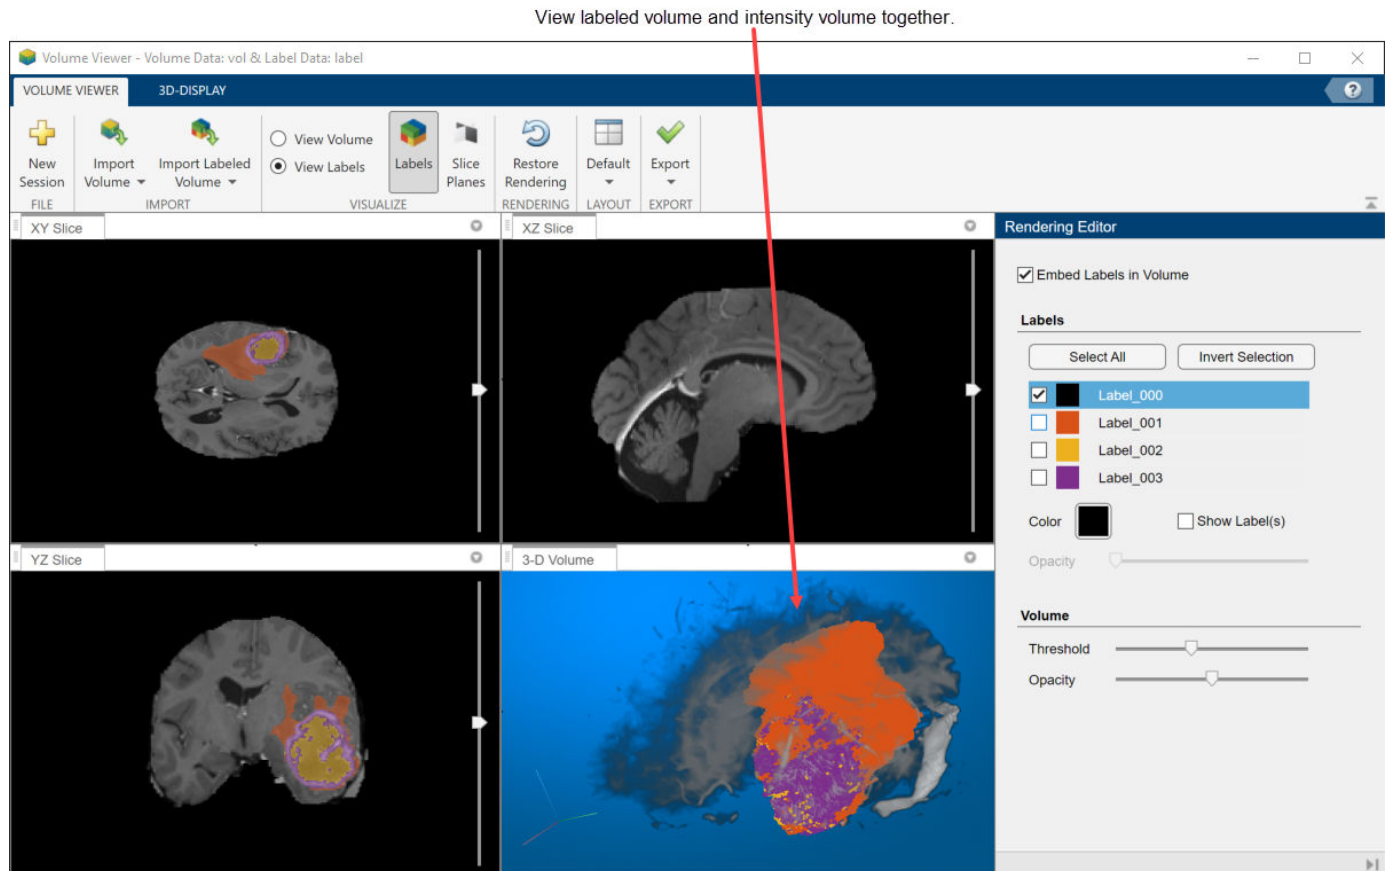 View labeled volume and intensity volume together.
Volume Viewer - Volume Data: vol & Label Data: label
VOLUME VIEWER
3D-DISPLAY
New Session
Import Volume
Import Labeled Volume
View Volume
View Labels
Labels
Slice Planes
Restore Rendering
Default
Export
FILE
IMPORT
VISUALIZE
RENDERING
LAYOUT
EXPORT
XY Slice
XZ Slice
YZ Slice
3-D Volume
Rendering Editor
Embed Labels in Volume
Labels
Select All
Invert Selection
Label_000
Label_001
Label_002
Label_003
Color
Show Label(s)
Opacity
Volume
Threshold
Opacity